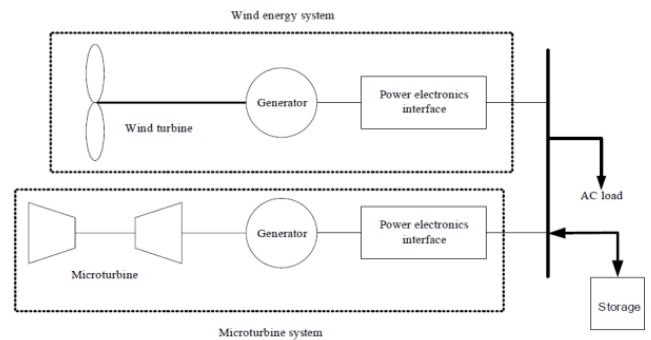 Wind energy system
Generator
Power electronics
interface
Wind turbine
AC load
Generator
Power electronics
interface
Microturbine
Storage
Microturbine system